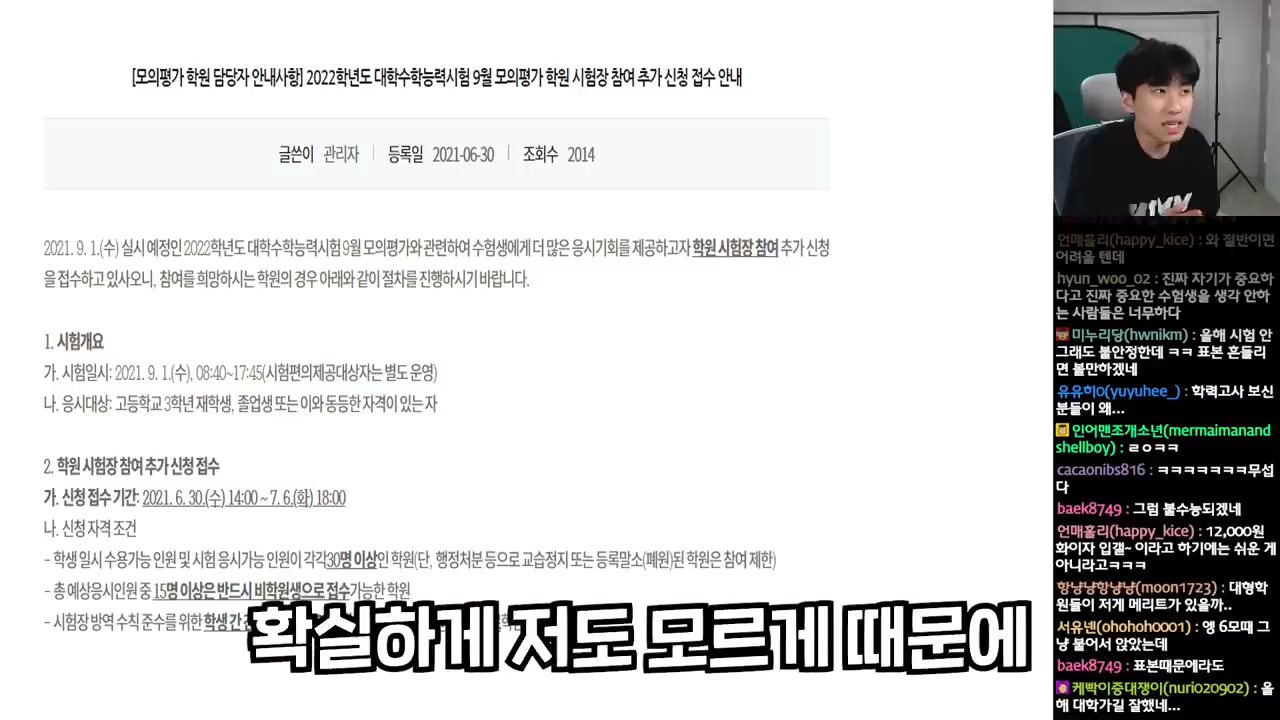 [모의평가 학원 담당자 안내사항] 2022학년도 대학수학능력시험 9월 모의평가 학원 시험장 참여 추가 신청 접수 안내
글쓴이 관리자 | 등록일 2021-06-30 | 조회수 2014
2021. 9. 1.(수) 실시 예정인 2022학년도 대학수학능력시험 9월 모의평가와 관련하여 수험생에게 더 많은 응시기회를 제공하고자 학원 시험장 참여 추가 신청
을 접수하고 있사오니, 참여를 희망하시는 학원의 경우 아래와 같이 절차를 진행하시기 바랍니다.
1. 시험개요
가. 시험일시: 2021. 9. 1.(수), 08:40~17:45(시험편의제공대상자는 별도 운영)
나. 응시대상: 고등학교 3학년 재학생, 졸업생 또는 이와 동등한 자격이 있는 자
2. 학원 시험장 참여 추가 신청 접수
가. 신청 접수 기간: 2021. 6. 30.(수) 14:00 ~ 7. 6.(화) 18:00
나. 신청 자격 조건
- 학생 일시 수용가능 인원 및 시험 응시가능 인원이 각각 30명 이상인 학원(단, 행정처분 등으로 교습정지 또는 등록말소(폐원)된 학원은 참여 제한)
- 총 예상응시인원 중 15명 이상은 반드시 비학원생으로 접수가능한 학원
- 시험장 방역 수칙 준수를 위한 학생 간
확실하게 저도 모르게 때문에
언매홀리(happy_kice) : 와 절반이면
어려울 텐데
hyun_woo_02 : 진짜 자기가 중요하
다고 진짜 중요한 수험생을 생각 안하
는 사람들은 너무하다
미누리당(hwnikm) : 올해 시험 안
그래도 불안정한데 ㅋㅋ 표본 흔들리
면 볼만하겠네
유유히0(yuyuhee_) : 학력고사 보신
분들이 왜...
인어맨조개소년(mermaimanand
shellboy) : ㄹㅇㅋㅋ
cacaonibs816 : ㅋㅋㅋㅋㅋㅋㅋ무섭
다
baek8749 : 그럼 불수능되겠네
언매홀리(happy_kice) : 12,000원
화이자 입갤~ 이라고 하기에는 쉬운 게
아니라고ㅋㅋㅋ
항냥냥항냥냥(moon1723) : 대형학
원들이 저게 메리트가 있을까..
서유넨(ohohoho001) : 엥 6모때 그
냥 붙어서 앉았는데
baek8749 : 표본때문에라도
케빡이중대쟁이(nuri020902) : 올
해 대학가길 잘했네...